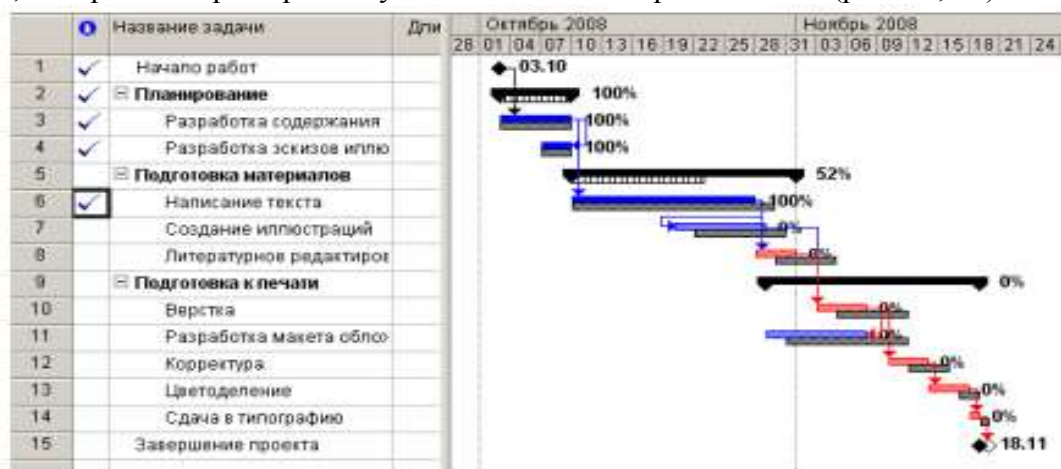 Название задачи Дли Октябрь 2008 Ноябрь 2008
28 01 04 07 10 13 16 19 22 25 28 31 03 06 09 12 15 18 21 24
1 Начало работ 03.10
2 Планирование 100%
3 Разработка содержания 100%
4 Разработка эскизов иллю 100%
5 Подготовка материалов 52%
6 Написание текста 100%
7 Создание иллюстраций 0%
8 Литературное редактиров 0%
9 Подготовка к печати 0%
10 Верстка 0%
11 Разработка макета обло 0%
12 Корректура 0%
13 Цветоделение 0%
14 Сдача в типографию 0%
15 Завершение проекта 18.11